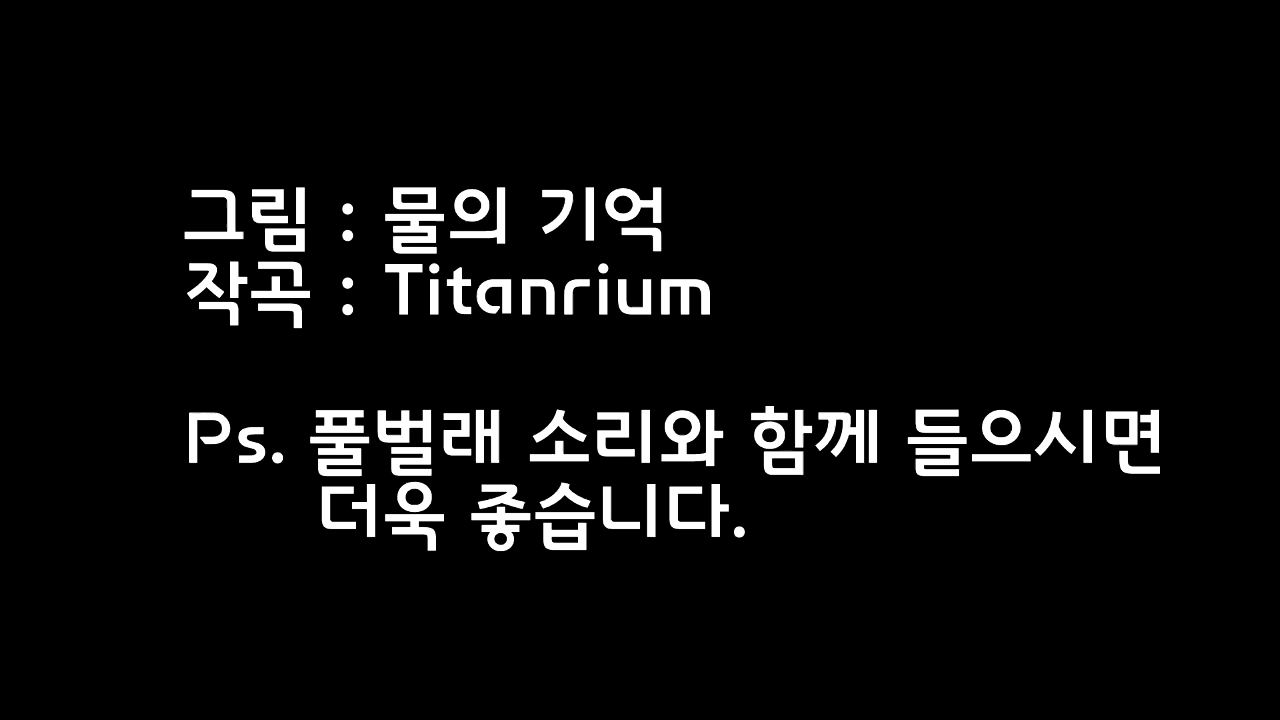 그림 : 물의 기억
작곡 : Titanrium
Ps. 풀벌래 소리와 함께 들으시면
더욱 좋습니다.